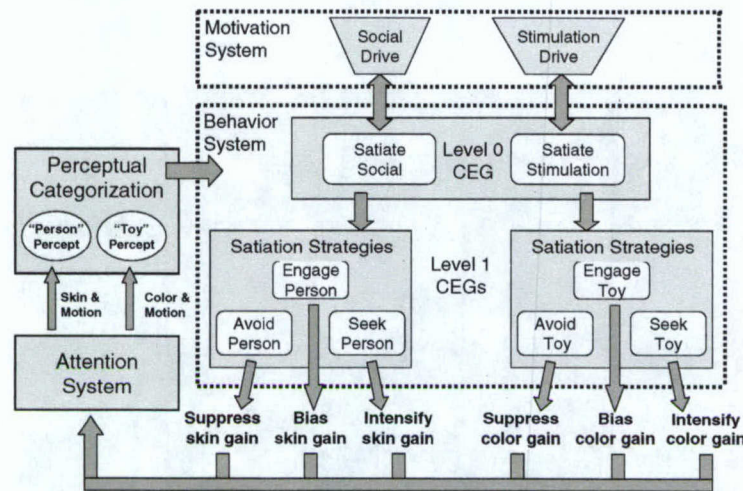 Motivation
System
Social
Drive
Stimulation
Drive
Behavior
System
Satiate
Social
Level 0
CEG
Satiate
Stimulation
Perceptual
Categorization
“Person”
Percept
“Toy”
Percept
Skin &
Motion
Color &
Motion
Attention
System
Satiation Strategies
Engage
Person
Avoid
Person
Seek
Person
Level 1
CEGs
Satiation Strategies
Engage
Toy
Avoid
Toy
Seek
Toy
Suppress
skin gain
Bias
skin gain
Intensify
skin gain
Suppress
color gain
Bias
color gain
Intensify
color gain